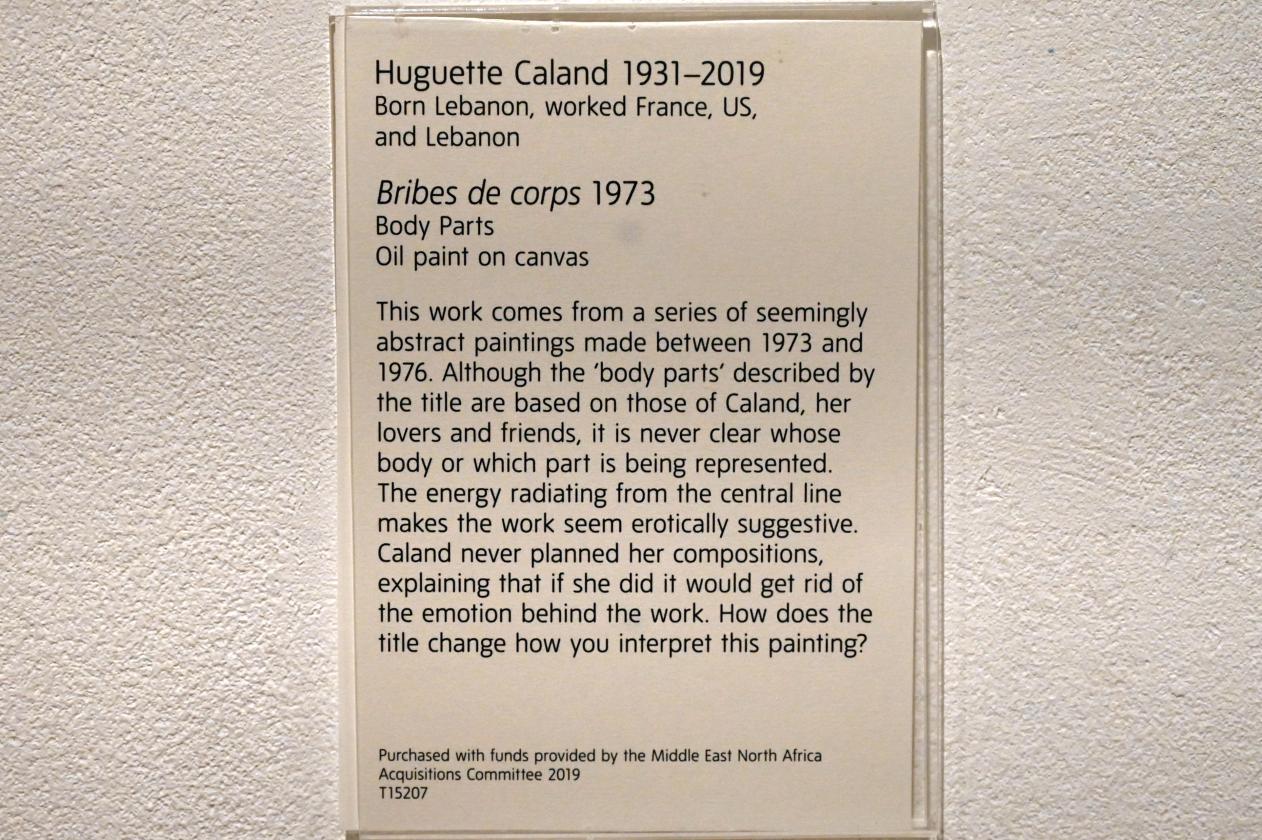 Huguette Caland 1931–2019
Born Lebanon, worked France, US,
and Lebanon
Bribes de corps 1973
Body Parts
Oil paint on canvas
This work comes from a series of seemingly
abstract paintings made between 1973 and
1976. Although the ‘body parts’ described by
the title are based on those of Caland, her
lovers and friends, it is never clear whose
body or which part is being represented.
The energy radiating from the central line
makes the work seem erotically suggestive.
Caland never planned her compositions,
explaining that if she did it would get rid of
the emotion behind the work. How does the
title change how you interpret this painting?
Purchased with funds provided by the Middle East North Africa
Acquisitions Committee 2019
T15207